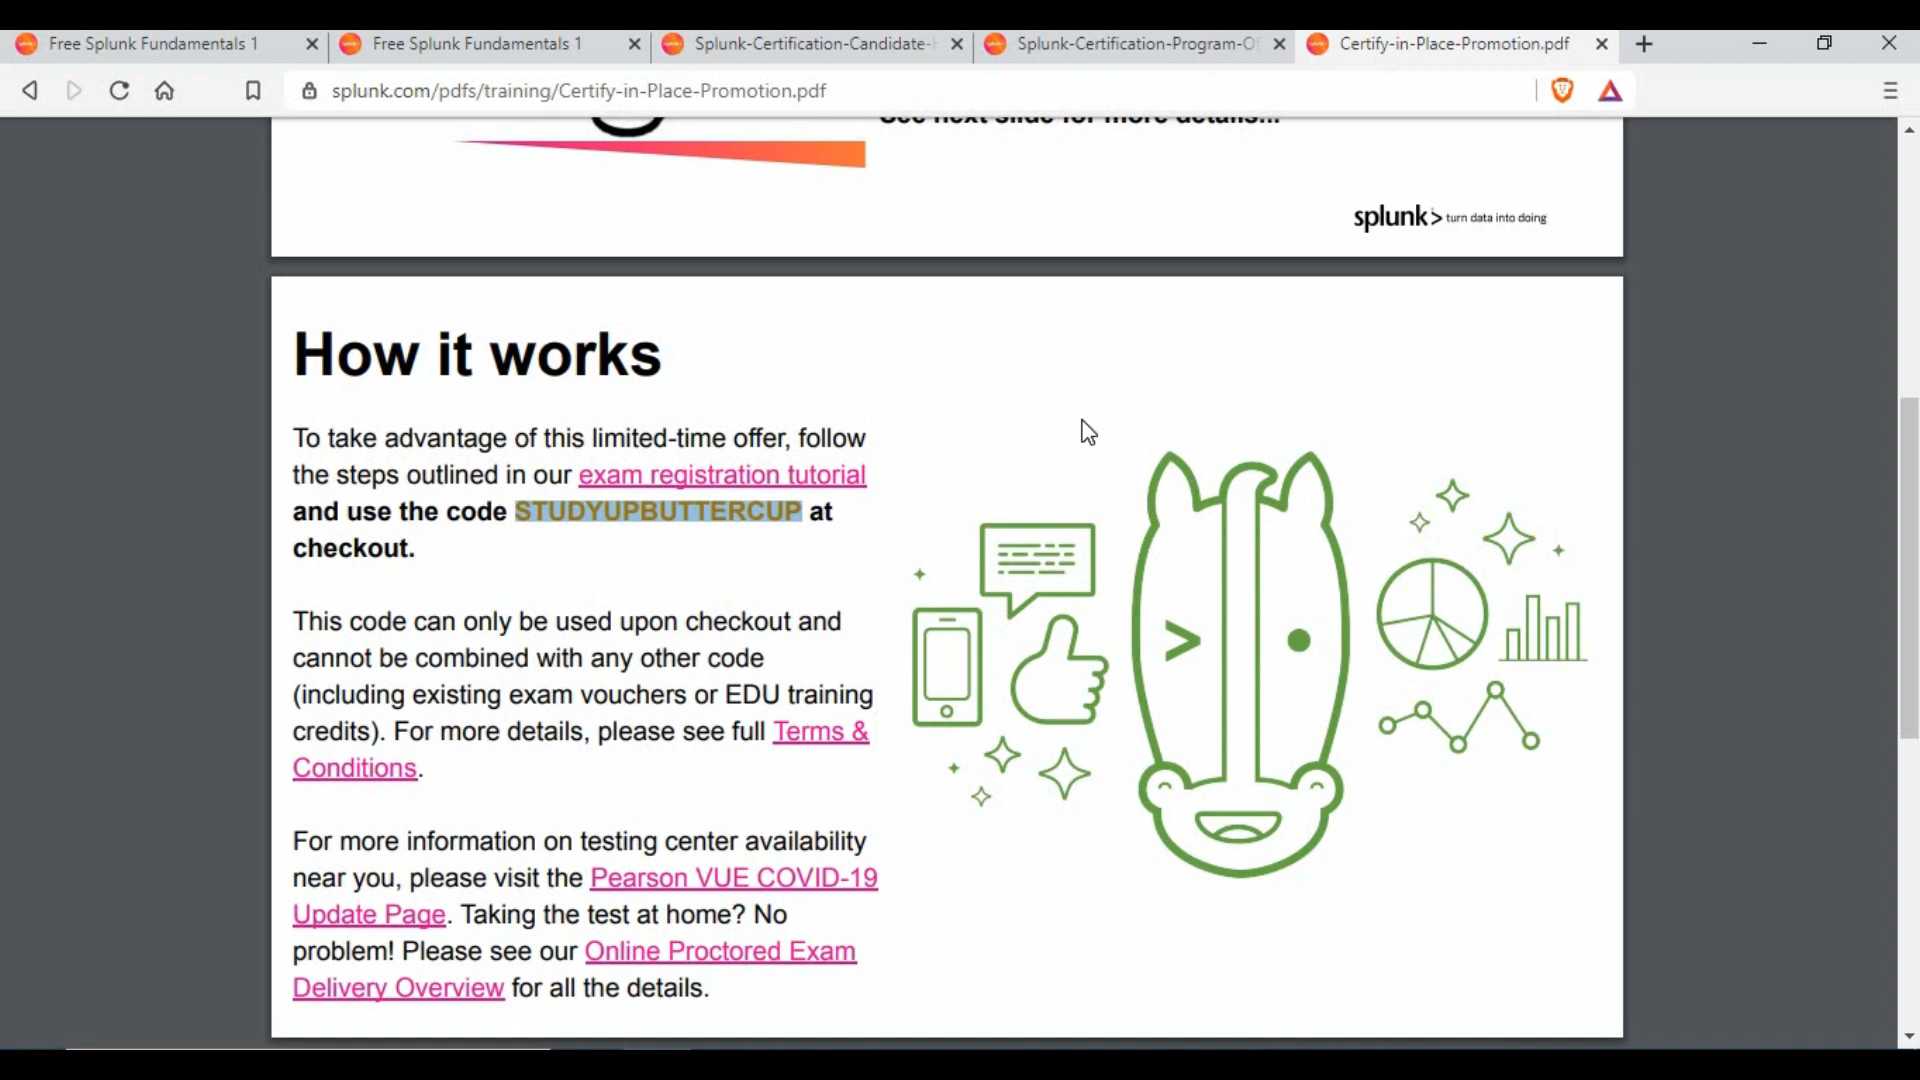 Free Splunk Fundamentals 1
Free Splunk Fundamentals 1
Splunk-Certification-Candidate-
Splunk-Certification-Program-O
Certify-in-Place-Promotion.pdf
splunk.com/pdfs/training/Certify-in-Place-Promotion.pdf
See next slide for more details...
splunk> turn data into doing
How it works
To take advantage of this limited-time offer, follow
the steps outlined in our exam registration tutorial
and use the code STUDYUPBUTTERCUP at
checkout.
This code can only be used upon checkout and
cannot be combined with any other code
(including existing exam vouchers or EDU training
credits). For more details, please see full Terms &
Conditions.
For more information on testing center availability
near you, please visit the Pearson VUE COVID-19
Update Page. Taking the test at home? No
problem! Please see our Online Proctored Exam
Delivery Overview for all the details.